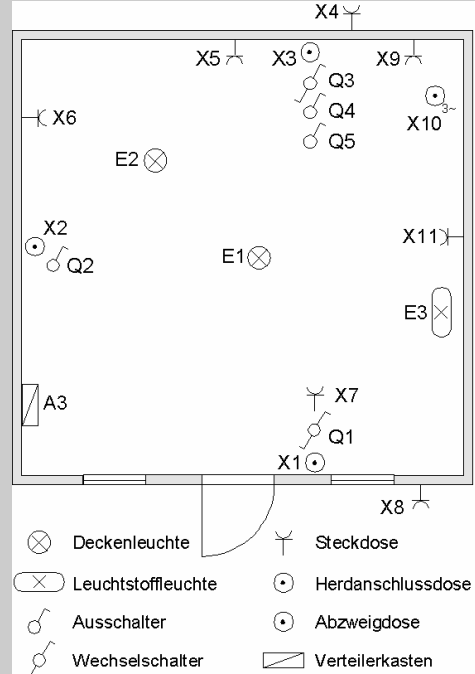 X4
X5
X3
X9
Q3
Q4
X10
3~
X6
Q5
E2
X2
X11
Q2
E1
E3
A3
X7
Q1
X1
X8
Deckenleuchte
Steckdose
Leuchtstoffleuchte
Herdanschlussdose
Ausschalter
Abzweigdose
Wechselschalter
Verteilerkasten